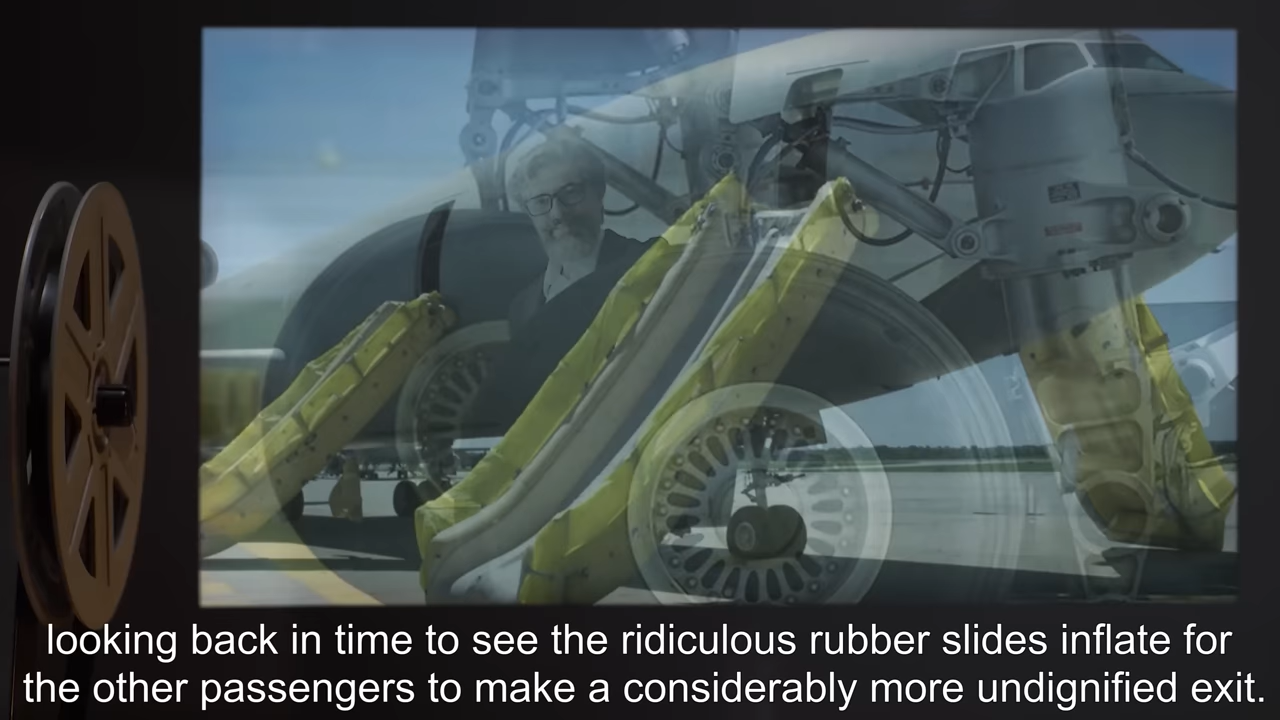 looking back in time to see the ridiculous rubber slides inflate for
the other passengers to make a considerably more undignified exit.